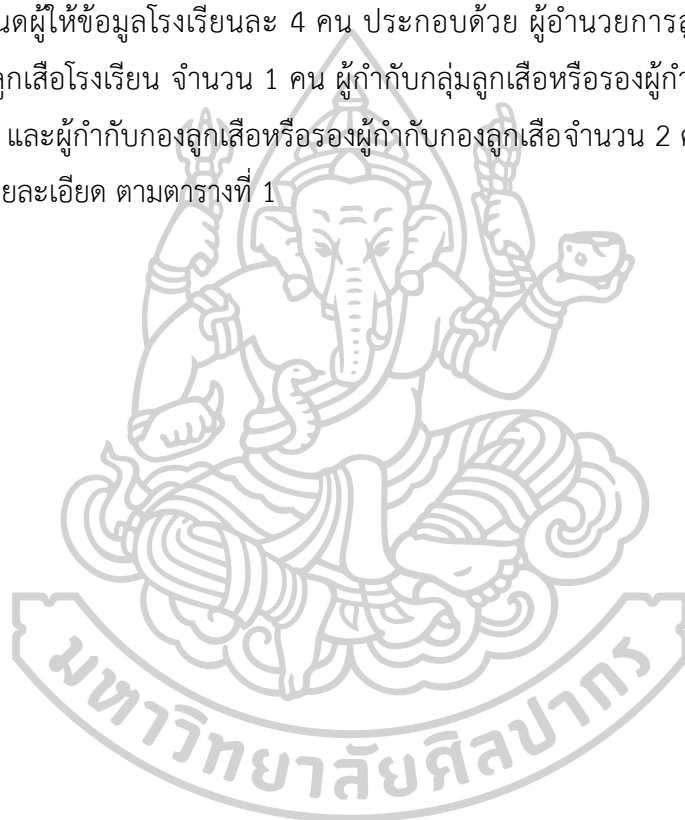 นดผู้ให้ข้อมูลโรงเรียนละ 4 คน ประกอบด้วย ผู้อำนวยการลู
ลูกเสือโรงเรียน จำนวน 1 คน ผู้กำกับกลุ่มลูกเสือหรือรองผู้กำ
และผู้กำกับกองลูกเสือหรือรองผู้กำกับกองลูกเสือจำนวน 2 ค
ยละเอียด ตามตารางที่ 1
มหาวิทยาลัยศิลปากร